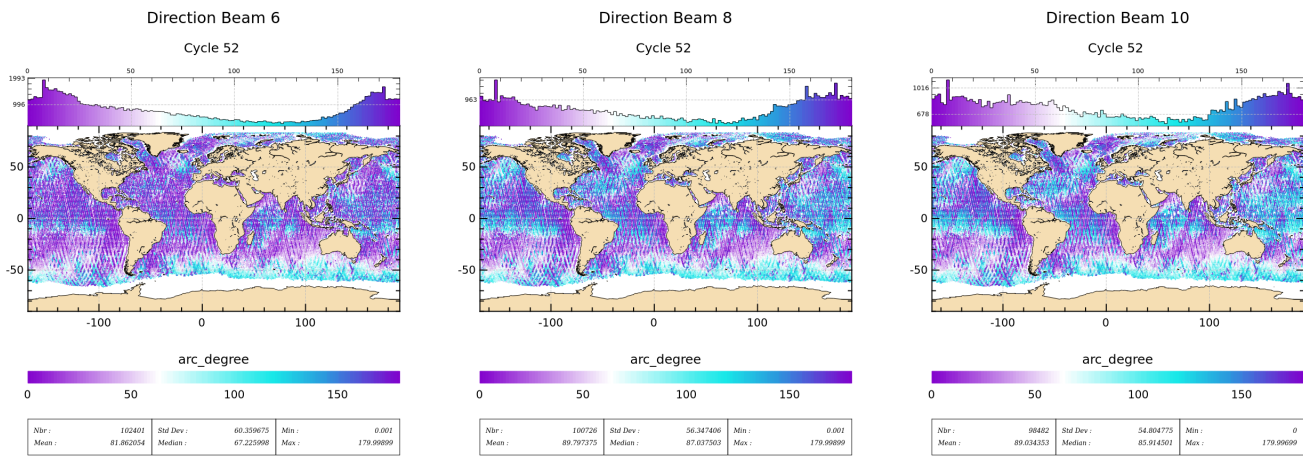 Direction Beam 6
Cycle 52
0 50 100 150
1993
996
50
0
-50
-100 0 100
arc_degree
0 50 100 150
Nbr : 102401 Std Dev : 60.359675 Min : 0.001
Mean : 81.862054 Median : 67.225998 Max : 179.99899
Direction Beam 8
Cycle 52
0 50 100 150
963
50
0
-50
-100 0 100
arc_degree
0 50 100 150
Nbr : 100726 Std Dev : 56.347406 Min : 0.001
Mean : 89.797375 Median : 87.037503 Max : 179.99899
Direction Beam 10
Cycle 52
0 50 100 150
1016
678
50
0
-50
-100 0 100
arc_degree
0 50 100 150
Nbr : 98482 Std Dev : 54.804775 Min : 0
Mean : 89.034353 Median : 85.914501 Max : 179.99699